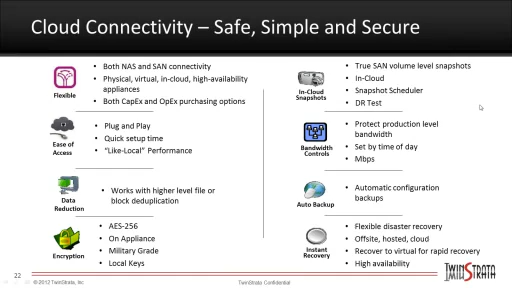 Cloud Connectivity – Safe, Simple and Secure
Flexible
• Both NAS and SAN connectivity
• Physical, virtual, in-cloud, high-availability
appliances
• Both CapEx and OpEx purchasing options
Ease of
Access
• Plug and Play
• Quick setup time
• “Like-Local” Performance
Data
Reduction
• Works with higher level file or
block deduplication
Encryption
• AES-256
• On Appliance
• Military Grade
• Local Keys
In-Cloud
Snapshots
• True SAN volume level snapshots
• In-Cloud
• Snapshot Scheduler
• DR Test
Bandwidth
Controls
• Protect production level
bandwidth
• Set by time of day
• Mbps
Auto Backup
• Automatic configuration
backups
Instant
Recovery
• Flexible disaster recovery
• Offsite, hosted, cloud
• Recover to virtual for rapid recovery
• High availability
22
© 2012 TwinStrata, Inc
TwinStrata Confidential
TWINSTRATA